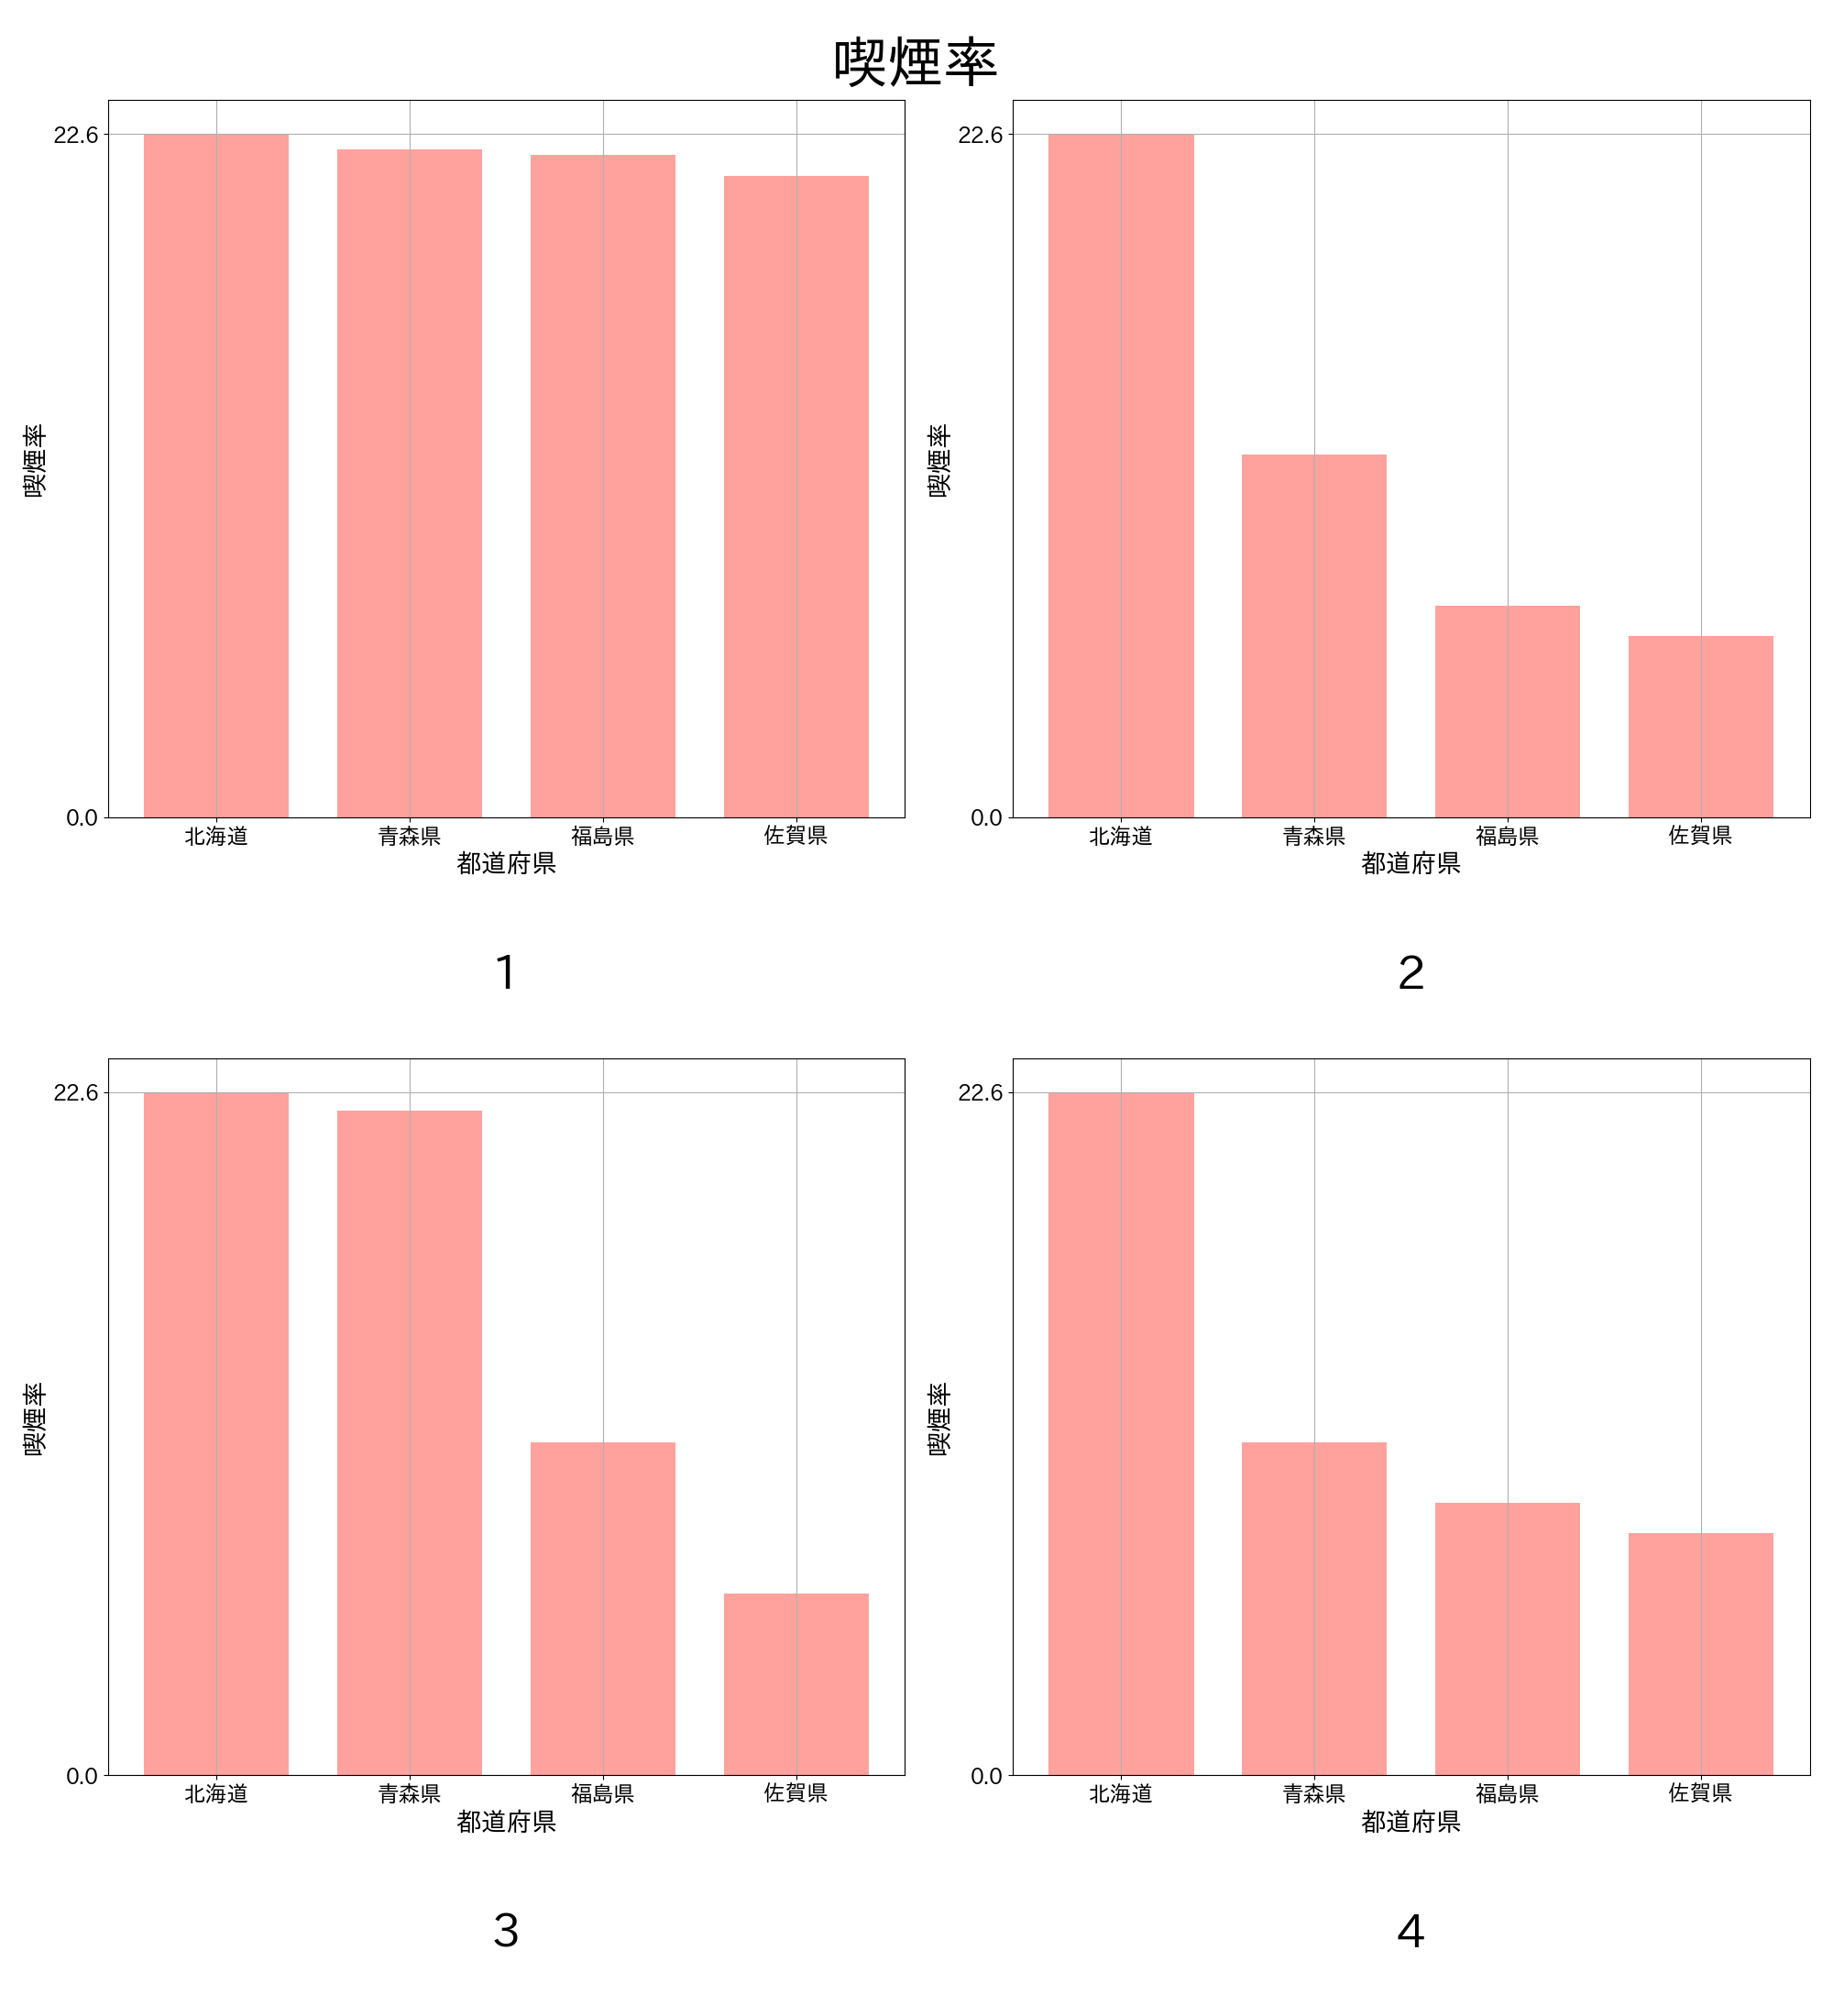 喫煙率
22.6
0.0
喫煙率
北海道 青森県 福島県 佐賀県
都道府県
1
22.6
0.0
喫煙率
北海道 青森県 福島県 佐賀県
都道府県
2
22.6
0.0
喫煙率
北海道 青森県 福島県 佐賀県
都道府県
3
22.6
0.0
喫煙率
北海道 青森県 福島県 佐賀県
都道府県
4